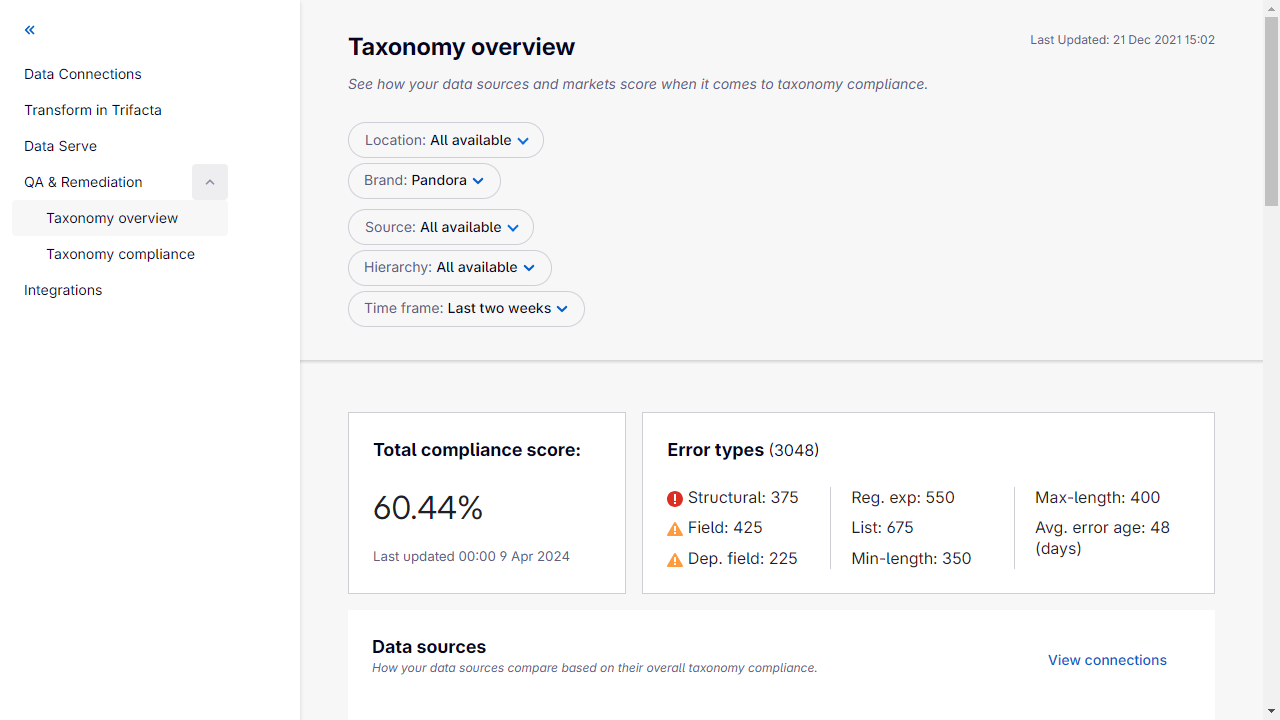 «
Data Connections
Transform in Trifacta
Data Serve
QA & Remediation
Taxonomy overview
Taxonomy compliance
Integrations
Taxonomy overview
Last Updated: 21 Dec 2021 15:02
See how your data sources and markets score when it comes to taxonomy compliance.
Location: All available
Brand: Pandora
Source: All available
Hierarchy: All available
Time frame: Last two weeks
Total compliance score:
60.44%
Last updated 00:00 9 Apr 2024
Error types (3048)
Structural: 375
Field: 425
Dep. field: 225
Reg. exp: 550
List: 675
Min-length: 350
Max-length: 400
Avg. error age: 48
(days)
Data sources
How your data sources compare based on their overall taxonomy compliance.
View connections